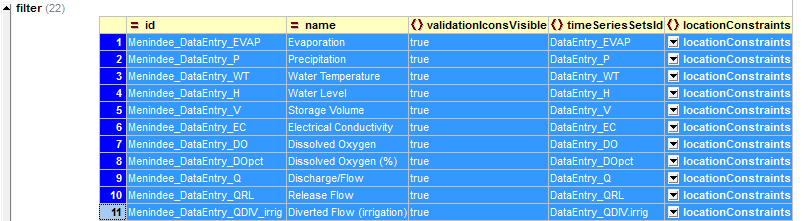 filter (22)
= id = name {} validationIconsVisible {} timeSeriesSetsId {} locationConstraints
1 Menindee_DataEntry_EVAP Evaporation true DataEntry_EVAP locationConstraints
2 Menindee_DataEntry_P Precipitation true DataEntry_P locationConstraints
3 Menindee_DataEntry_WT Water Temperature true DataEntry_WT locationConstraints
4 Menindee_DataEntry_H Water Level true DataEntry_H locationConstraints
5 Menindee_DataEntry_V Storage Volume true DataEntry_V locationConstraints
6 Menindee_DataEntry_EC Electrical Conductivity true DataEntry_EC locationConstraints
7 Menindee_DataEntry_DO Dissolved Oxygen true DataEntry_DO locationConstraints
8 Menindee_DataEntry_DOpct Dissolved Oxygen (%) true DataEntry_DOpct locationConstraints
9 Menindee_DataEntry_Q Discharge/Flow true DataEntry_Q locationConstraints
10 Menindee_DataEntry_QRL Release Flow true DataEntry_QRL locationConstraints
11 Menindee_DataEntry_QDIV_irrig Diverted Flow (irrigation) true DataEntry_QDIV.irrig locationConstraints